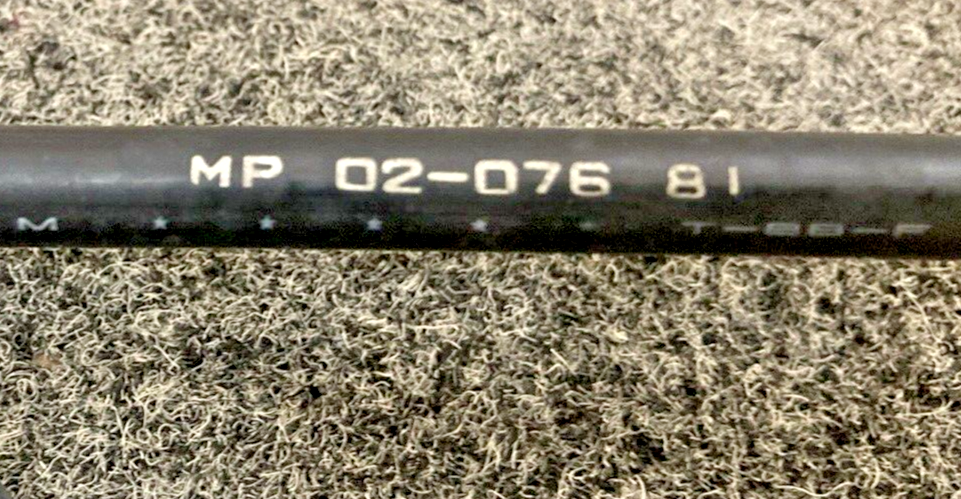 MP 02-076 81
M ★ ★ ★ ★